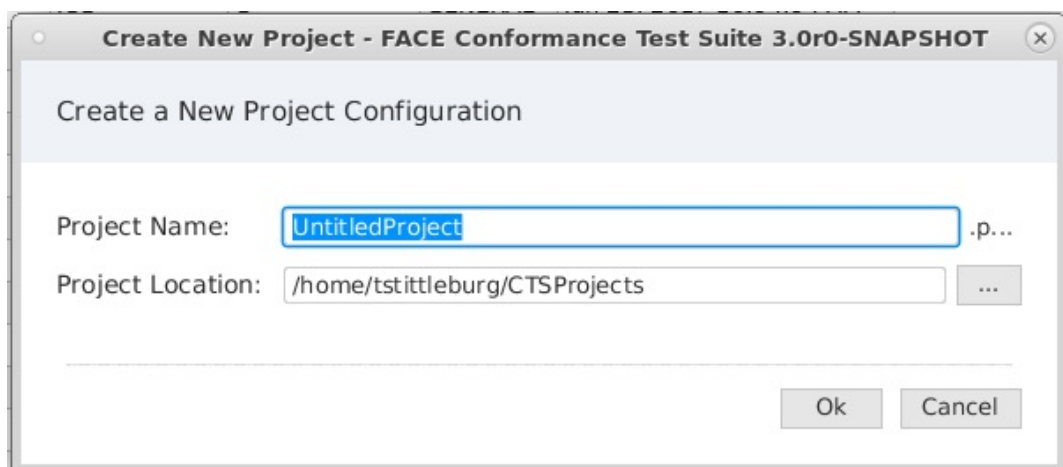 Create New Project - FACE Conformance Test Suite 3.0r0-SNAPSHOT
Create a New Project Configuration
Project Name: UntitledProject .p...
Project Location: /home/tstittleburg/CTSProjects ...
Ok Cancel